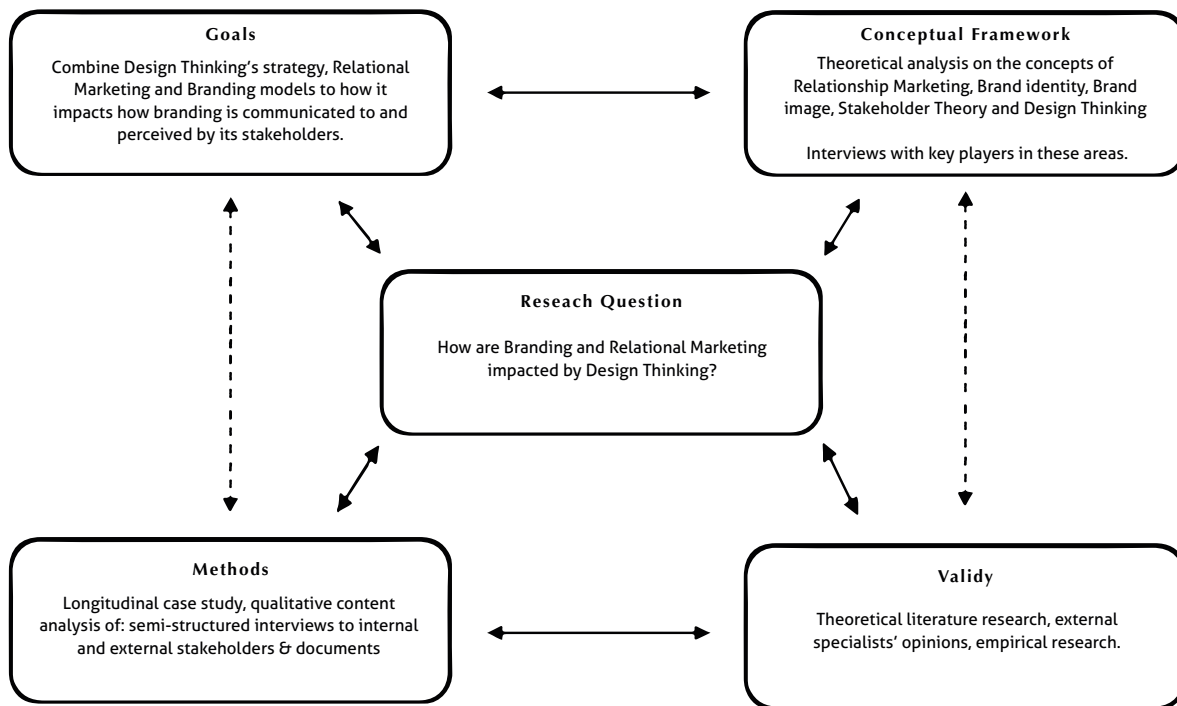 Goals
Combine Design Thinking's strategy, Relational
Marketing and Branding models to how it
impacts how branding is communicated to and
perceived by its stakeholders.
Conceptual Framework
Theoretical analysis on the concepts of
Relationship Marketing, Brand identity, Brand
image, Stakeholder Theory and Design Thinking
Interviews with key players in these areas.
Reseach Question
How are Branding and Relational Marketing
impacted by Design Thinking?
Methods
Longitudinal case study, qualitative content
analysis of: semi-structured interviews to internal
and external stakeholders & documents
Validy
Theoretical literature research, external
specialists' opinions, empirical research.